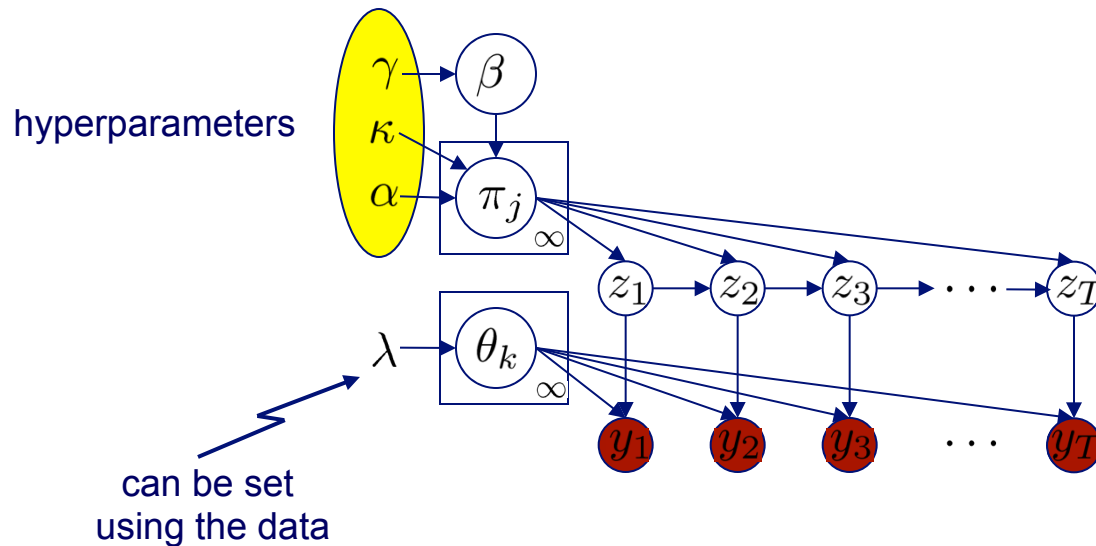 γ β
hyperparameters
κ
α π_j
∞
z_1 z_2 z_3 ⋯ z_T
λ θ_k
∞
y_1 y_2 y_3 ⋯ y_T
can be set
using the data